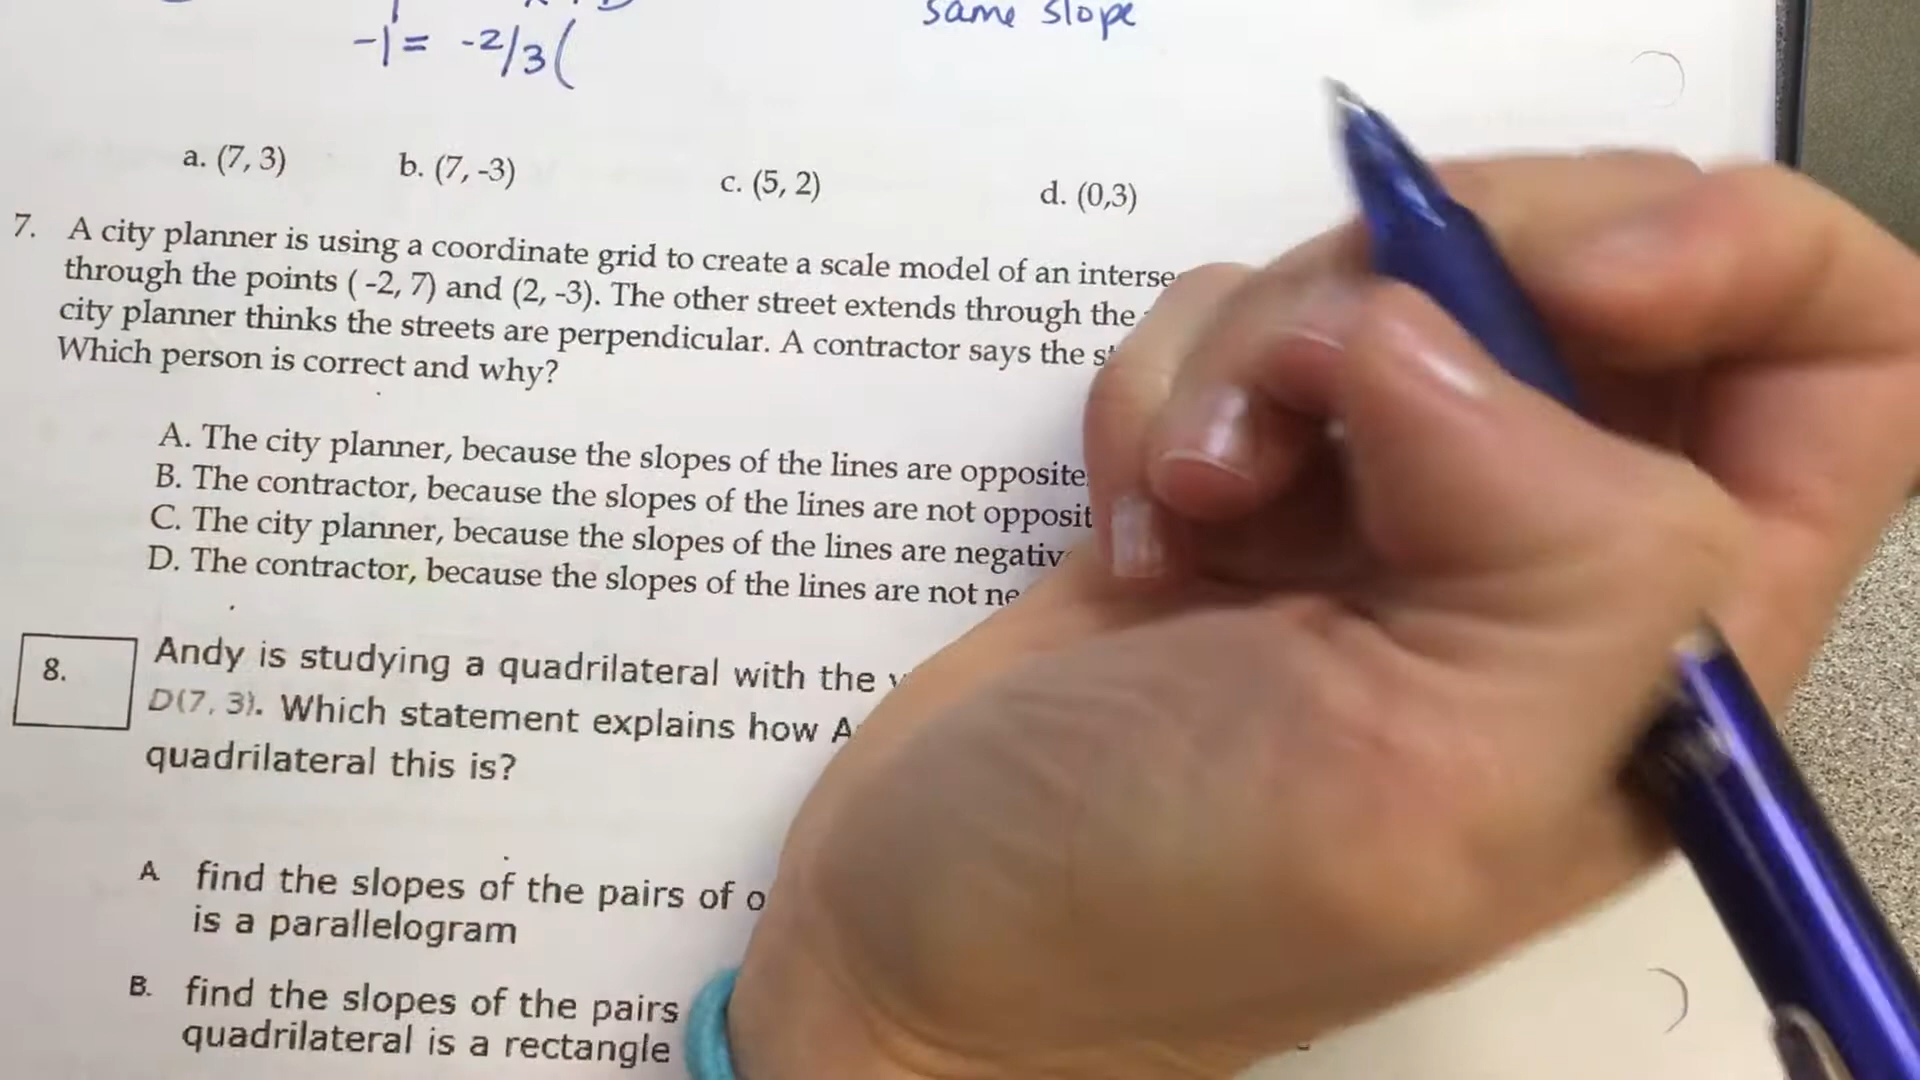 same slope
-1 = -2/3 (
a. (7, 3) b. (7, -3) c. (5, 2) d. (0,3)
7. A city planner is using a coordinate grid to create a scale model of an
through the points ( -2, 7) and (2, -3). The other street extends through the
city planner thinks the streets are perpendicular. A contractor says the
Which person is correct and why?
A. The city planner, because the slopes of the lines are opposite
B. The contractor, because the slopes of the lines are not
C. The city planner, because the slopes of the lines are
D. The contractor, because the slopes of the lines are not
8. Andy is studying a quadrilateral with the
D(7, 3). Which statement explains how
quadrilateral this is?
A find the slopes of the pairs of
is a parallelogram
B. find the slopes of the pairs
quadrilateral is a rectangle